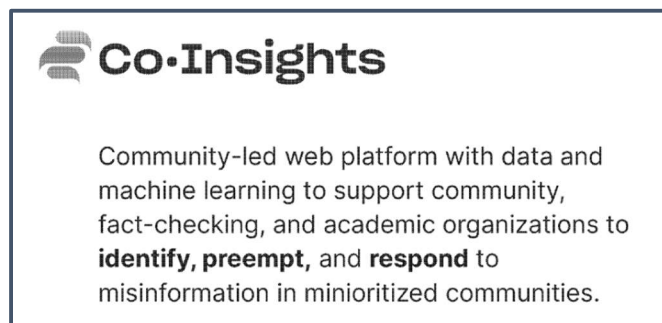 Co•Insights
Community-led web platform with data and
machine learning to support community,
fact-checking, and academic organizations to
identify, preempt, and respond to
misinformation in minioritized communities.